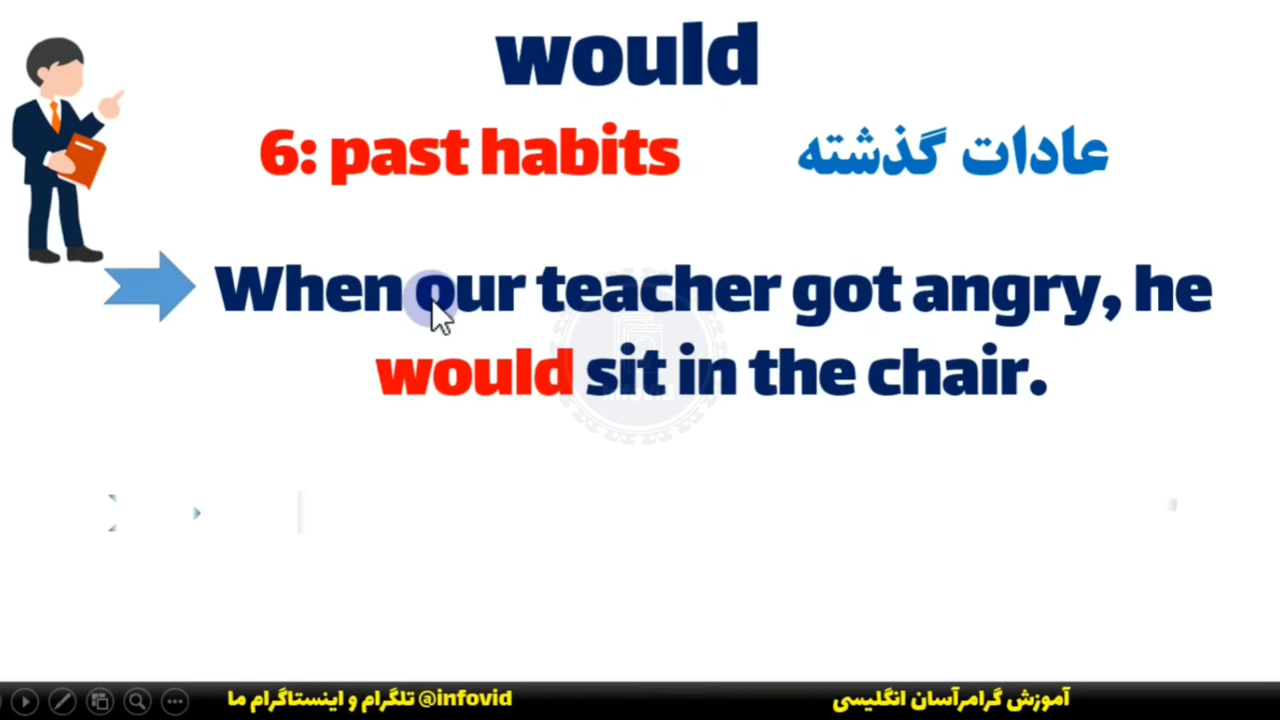 would
6: past habits
عادات گذشته
When our teacher got angry, he
would sit in the chair.
تلگرام و اینستاگرام ما @infovid
آموزش گرامرآسان انگلیسی